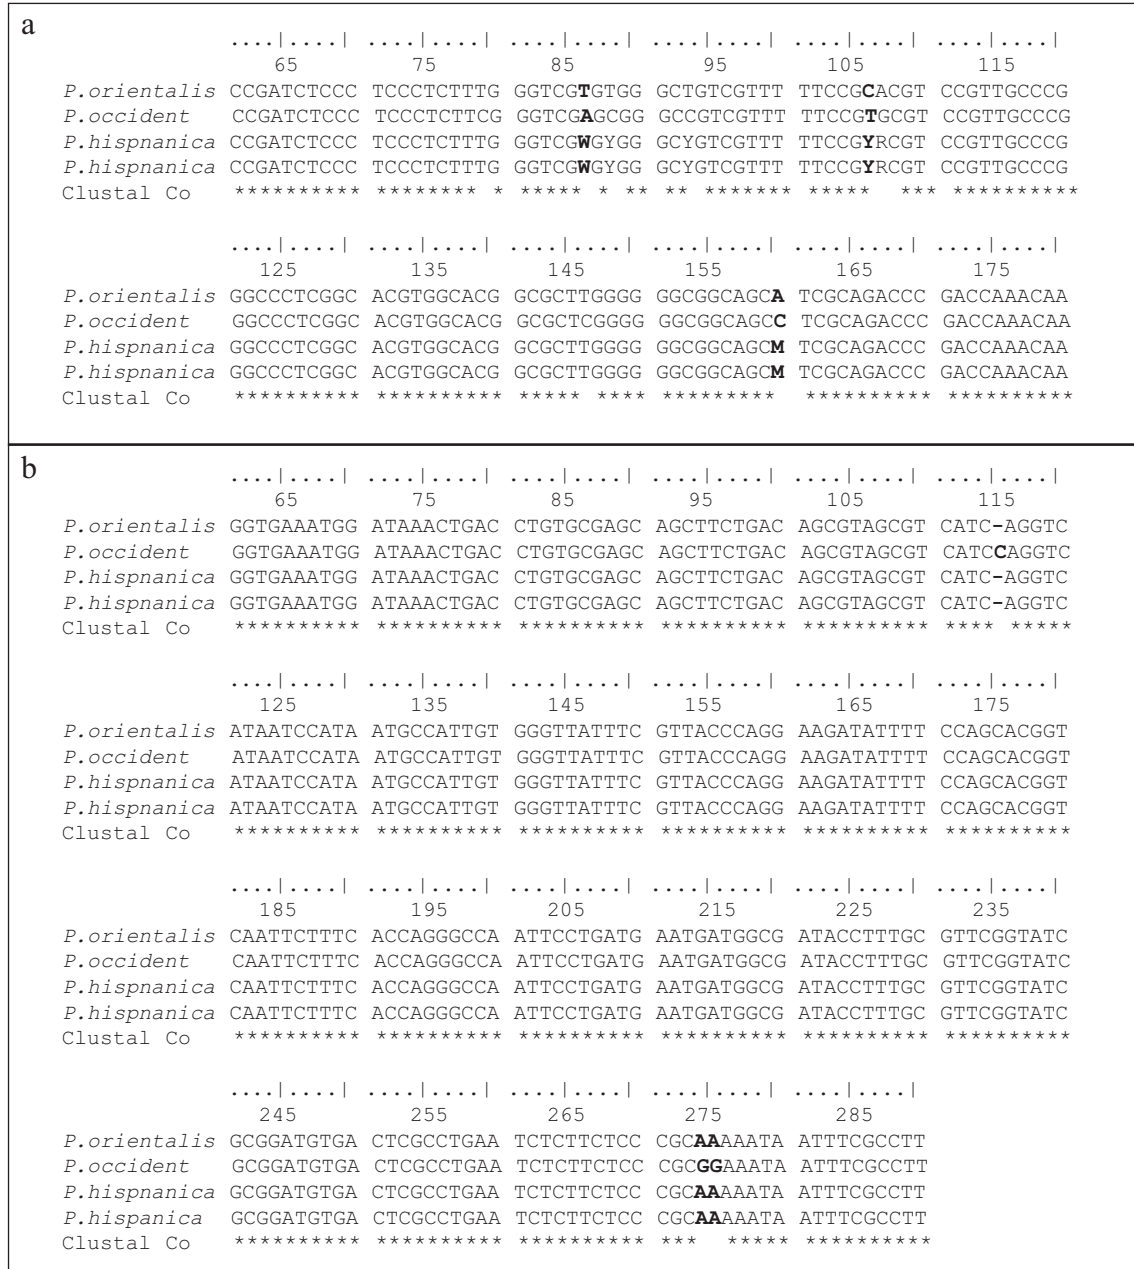 a
....|....| ....|....| ....|....| ....|....| ....|....| ....|....|
65 75 85 95 105 115
P.orientalis CCGATCTCCC TCCCTCTTTG GGTCGTGTGG GCTGTCGTTT TTCCGCACGT CCGTTGCCCG
P.occident CCGATCTCCC TCCCTCTTCG GGTCGAGCGG GCCGTCGTTT TTCCGTGCGT CCGTTGCCCG
P.hispnanica CCGATCTCCC TCCCTCTTTG GGTCGWGYGG GCYGTCGTTT TTCCGYRCGT CCGTTGCCCG
P.hispnanica CCGATCTCCC TCCCTCTTTG GGTCGWGYGG GCYGTCGTTT TTCCGYRCGT CCGTTGCCCG
Clustal Co ********** ******** * ***** * ** ** ******* ***** *** **********
....|....| ....|....| ....|....| ....|....| ....|....| ....|....|
125 135 145 155 165 175
P.orientalis GGCCCTCGGC ACGTGGCACG GCGCTTGGGG GGCGGCAGCA TCGCAGACCC GACCAAACAA
P.occident GGCCCTCGGC ACGTGGCACG GCGCTCGGGG GGCGGCAGCC TCGCAGACCC GACCAAACAA
P.hispnanica GGCCCTCGGC ACGTGGCACG GCGCTTGGGG GGCGGCAGCM TCGCAGACCC GACCAAACAA
P.hispnanica GGCCCTCGGC ACGTGGCACG GCGCTTGGGG GGCGGCAGCM TCGCAGACCC GACCAAACAA
Clustal Co ********** ********** ***** **** ********* ********** **********
b
....|....| ....|....| ....|....| ....|....| ....|....| ....|....|
65 75 85 95 105 115
P.orientalis GGTGAAATGG ATAAACTGAC CTGTGCGAGC AGCTTCTGAC AGCGTAGCGT CATC-AGGTC
P.occident GGTGAAATGG ATAAACTGAC CTGTGCGAGC AGCTTCTGAC AGCGTAGCGT CATCCAGGTC
P.hispnanica GGTGAAATGG ATAAACTGAC CTGTGCGAGC AGCTTCTGAC AGCGTAGCGT CATC-AGGTC
P.hispnanica GGTGAAATGG ATAAACTGAC CTGTGCGAGC AGCTTCTGAC AGCGTAGCGT CATC-AGGTC
Clustal Co ********** ********** ********** ********** ********** **** *****
....|....| ....|....| ....|....| ....|....| ....|....| ....|....|
125 135 145 155 165 175
P.orientalis ATAATCCATA ATGCCATTGT GGGTTATTTC GTTACCCAGG AAGATATTTT CCAGCACGGT
P.occident ATAATCCATA ATGCCATTGT GGGTTATTTC GTTACCCAGG AAGATATTTT CCAGCACGGT
P.hispnanica ATAATCCATA ATGCCATTGT GGGTTATTTC GTTACCCAGG AAGATATTTT CCAGCACGGT
P.hispnanica ATAATCCATA ATGCCATTGT GGGTTATTTC GTTACCCAGG AAGATATTTT CCAGCACGGT
Clustal Co ********** ********** ********** ********** ********** **********
....|....| ....|....| ....|....| ....|....| ....|....| ....|....|
185 195 205 215 225 235
P.orientalis CAATTCTTTC ACCAGGGCCA ATTCCTGATG AATGATGGCG ATACCTTTGC GTTCGGTATC
P.occident CAATTCTTTC ACCAGGGCCA ATTCCTGATG AATGATGGCG ATACCTTTGC GTTCGGTATC
P.hispnanica CAATTCTTTC ACCAGGGCCA ATTCCTGATG AATGATGGCG ATACCTTTGC GTTCGGTATC
P.hispnanica CAATTCTTTC ACCAGGGCCA ATTCCTGATG AATGATGGCG ATACCTTTGC GTTCGGTATC
Clustal Co ********** ********** ********** ********** ********** **********
....|....| ....|....| ....|....| ....|....| ....|....|
245 255 265 275 285
P.orientalis GCGGATGTGA CTCGCCTGAA TCTCTTCTCC CGCAAAAATA ATTTCGCCTT
P.occident GCGGATGTGA CTCGCCTGAA TCTCTTCTCC CGCGGAAATA ATTTCGCCTT
P.hispnanica GCGGATGTGA CTCGCCTGAA TCTCTTCTCC CGCAAAAATA ATTTCGCCTT
P.hispanica GCGGATGTGA CTCGCCTGAA TCTCTTCTCC CGCAAAAATA ATTTCGCCTT
Clustal Co ********** ********** ********** *** ***** **********